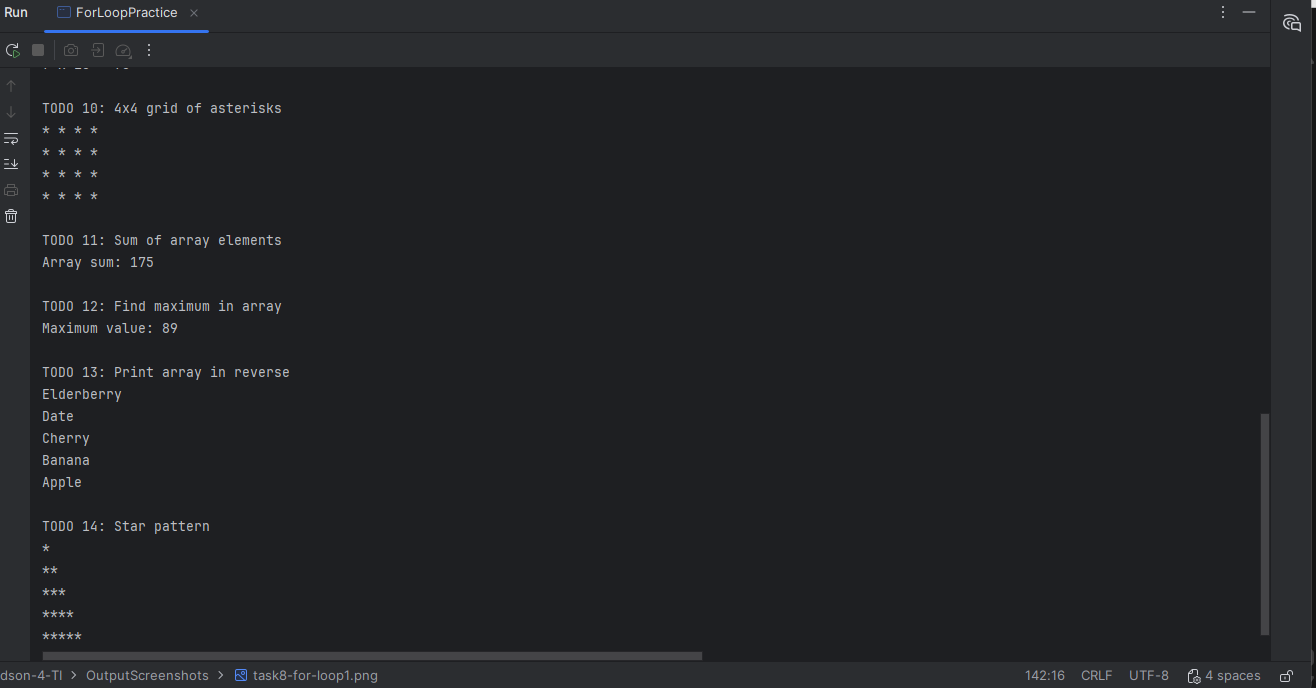 Run
ForLoopPractice
TODO 10: 4x4 grid of asterisks
* * * *
* * * *
* * * *
* * * *
TODO 11: Sum of array elements
Array sum: 175
TODO 12: Find maximum in array
Maximum value: 89
TODO 13: Print array in reverse
Elderberry
Date
Cherry
Banana
Apple
TODO 14: Star pattern
*
**
***
****
*****
dson-4-TI > OutputScreenshots > task8-for-loop1.png 142:16 CRLF UTF-8 4 spaces